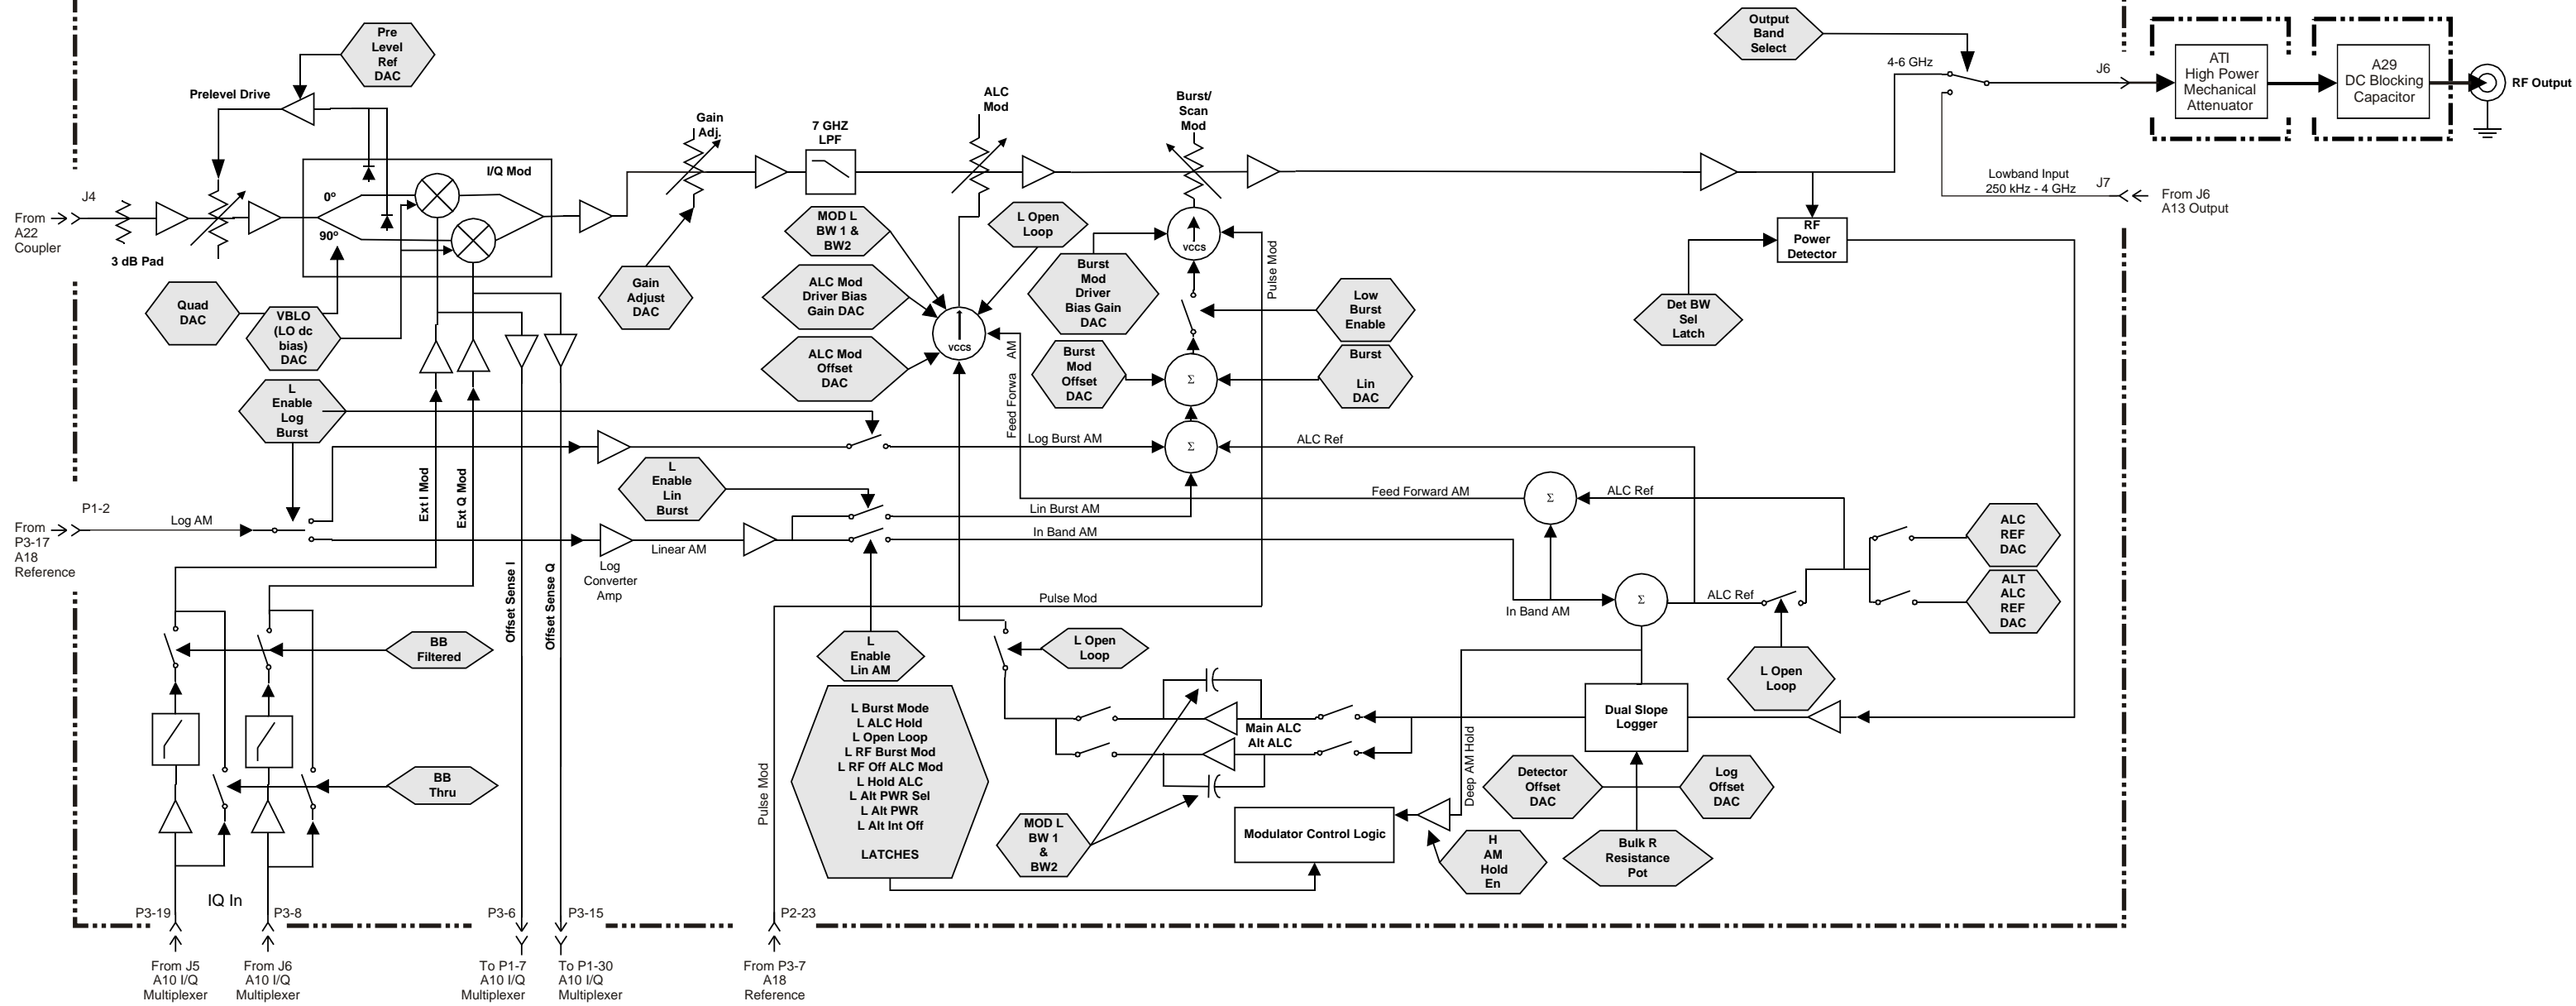 Pre
Level
Ref
DAC
Prelevel Drive
I/Q Mod
0º
90º
J4
From
A22
Coupler
3 dB Pad
Quad
DAC
VBLO
(LO dc
bias)
DAC
Gain
Adj.
Gain
Adjust
DAC
7 GHZ
LPF
ALC
Mod
MOD L
BW 1 &
BW2
L Open
Loop
ALC Mod
Driver Bias
Gain DAC
ALC Mod
Offset
DAC
VCCS
Burst/
Scan
Mod
VCCS
Burst
Mod
Driver
Bias Gain
DAC
Burst
Mod
Offset
DAC
Low
Burst
Enable
Burst
Lin
DAC
Σ
Σ
Pulse Mod
Feed Forwa AM
Output
Band
Select
4-6 GHz
J6
ATI
High Power
Mechanical
Attenuator
A29
DC Blocking
Capacitor
RF Output
Lowband Input
250 kHz - 4 GHz
J7
From J6
A13 Output
RF
Power
Detector
Det BW
Sel
Latch
L
Enable
Log
Burst
P1-2
From
P3-17
A18
Reference
Log AM
Ext I Mod
Ext Q Mod
Offset Sense I
Offset Sense Q
L
Enable
Lin
Burst
Log
Converter
Amp
Linear AM
Log Burst AM
ALC Ref
Lin Burst AM
In Band AM
Feed Forward AM
Σ
ALC Ref
ALC
REF
DAC
ALT
ALC
REF
DAC
In Band AM
Σ
ALC Ref
L Open
Loop
Pulse Mod
Pulse Mod
L
Enable
Lin AM
L Open
Loop
L Burst Mode
L ALC Hold
L Open Loop
L RF Burst Mod
L RF Off ALC Mod
L Hold ALC
L Alt PWR Sel
L Alt PWR
L Alt Int Off
LATCHES
Main ALC
Alt ALC
MOD L
BW 1
&
BW2
Modulator Control Logic
Deep AM Hold
H
AM
Hold
En
Dual Slope
Logger
Detector
Offset
DAC
Log
Offset
DAC
Bulk R
Resistance
Pot
BB
Filtered
BB
Thru
IQ In
P3-19
P3-8
P3-6
P3-15
P2-23
From J5
A10 I/Q
Multiplexer
From J6
A10 I/Q
Multiplexer
To P1-7
A10 I/Q
Multiplexer
To P1-30
A10 I/Q
Multiplexer
From P3-7
A18
Reference